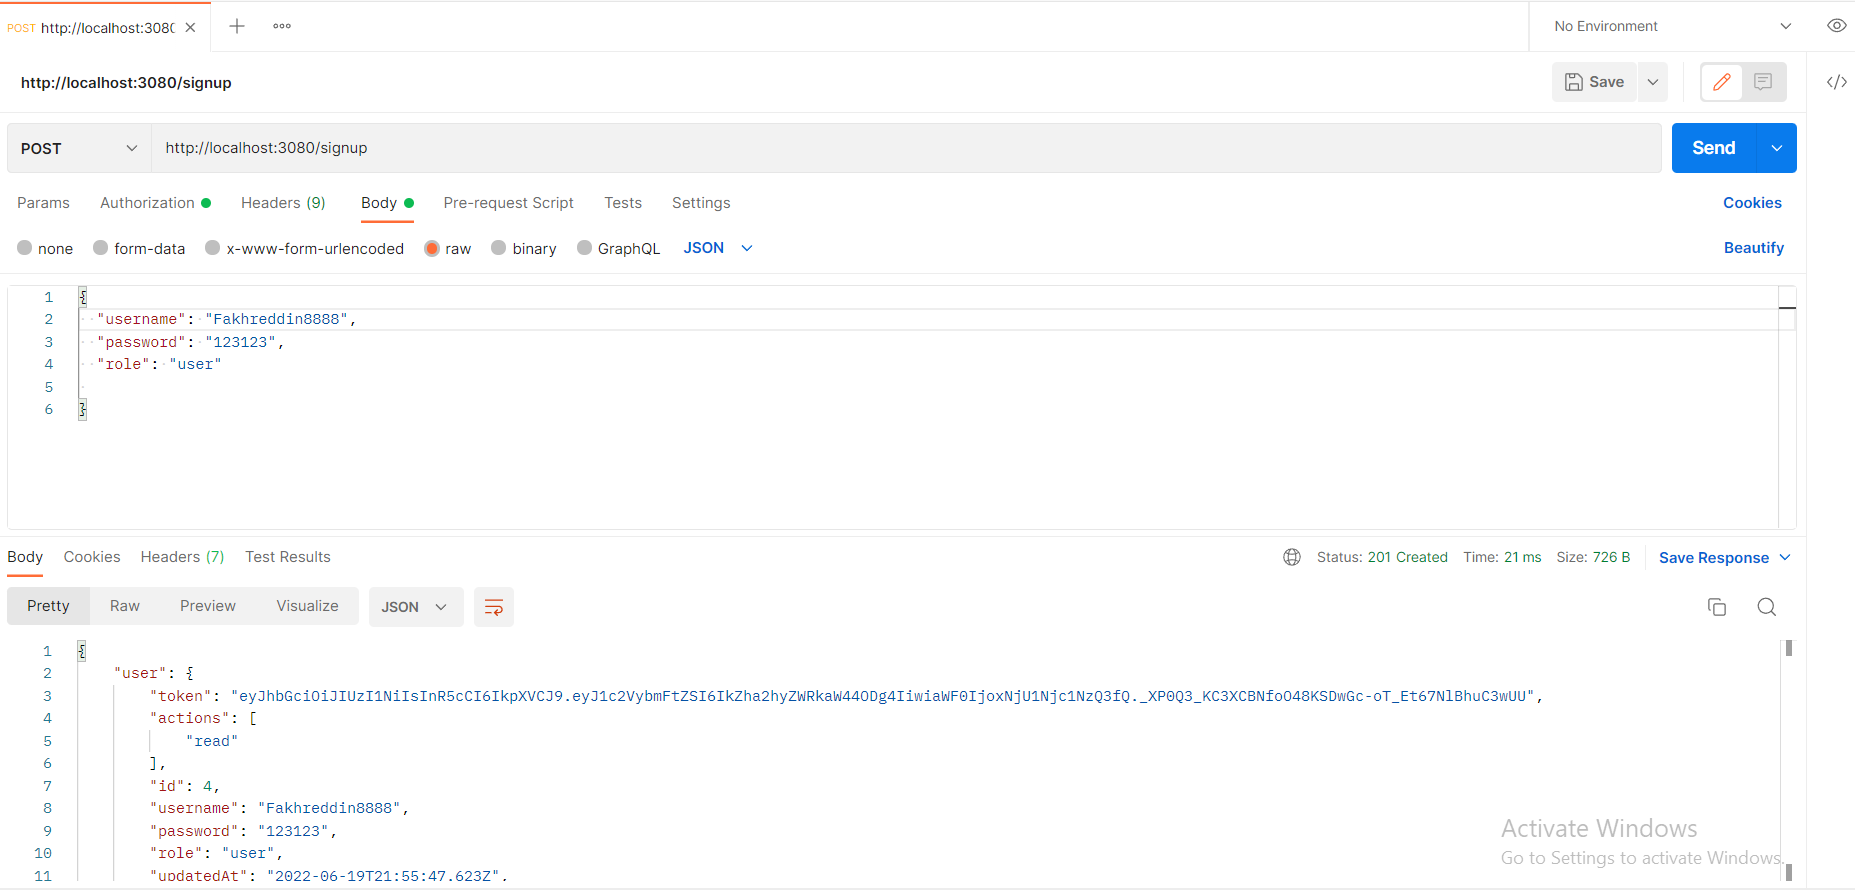 POST http://localhost:308
No Environment
http://localhost:3080/signup
Save
</>
POST http://localhost:3080/signup Send
Params Authorization Headers (9) Body Pre-request Script Tests Settings Cookies
none form-data x-www-form-urlencoded raw binary GraphQL JSON Beautify
1 {
2 "username": "Fakhreddin8888",
3 "password": "123123",
4 "role": "user"
5
6 }
Body Cookies Headers (7) Test Results Status: 201 Created Time: 21 ms Size: 726 B Save Response
Pretty Raw Preview Visualize JSON
1 {
2 "user": {
3 "token": "eyJhbGciOiJIUzI1NiIsInR5cCI6IkpXVCJ9.eyJ1c2VybmFtZSI6IkZha2hyZWRkaW44ODg4IiwiaWF0IjoxNjU1Njc1NzQ3fQ._XP0Q3_KC3XCBNfoO48KSDwGc-oT_Et67NlBhuC3wUU",
4 "actions": [
5 "read"
6 ],
7 "id": 4,
8 "username": "Fakhreddin8888",
9 "password": "123123",
10 "role": "user",
11 "updatedAt": "2022-06-19T21:55:47.623Z",
Activate Windows
Go to Settings to activate Windows.